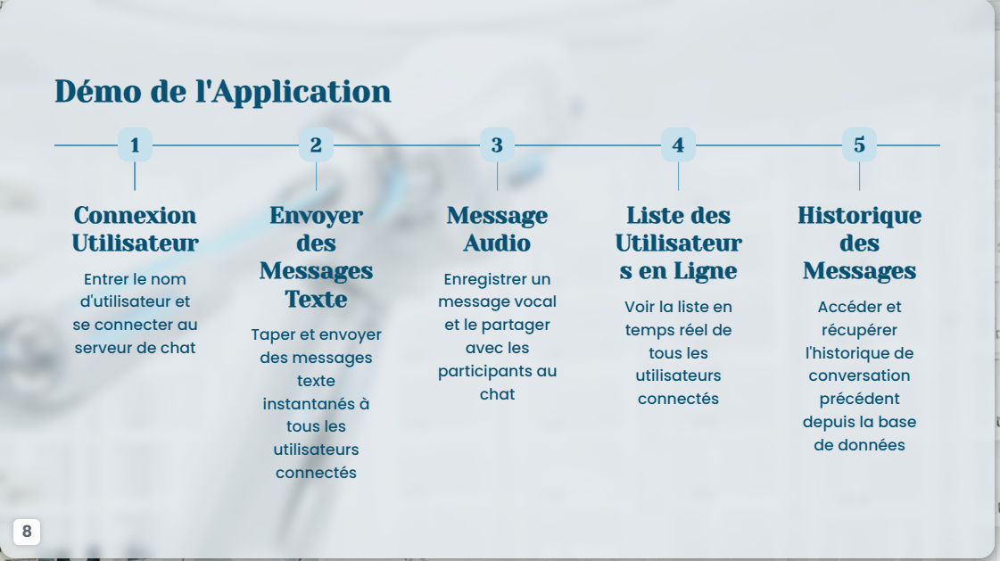 Démo de l'Application
1
Connexion
Utilisateur
Entrer le nom
d'utilisateur et
se connecter au
serveur de chat
2
Envoyer
des
Messages
Texte
Taper et envoyer
des messages
texte
instantanés à
tous les
utilisateurs
connectés
3
Message
Audio
Enregistrer un
message vocal
et le partager
avec les
participants au
chat
4
Liste des
Utilisateur
s en Ligne
Voir la liste en
temps réel de
tous les
utilisateurs
connectés
5
Historique
des
Messages
Accéder et
récupérer
l'historique de
conversation
précédent
depuis la base
de données
8